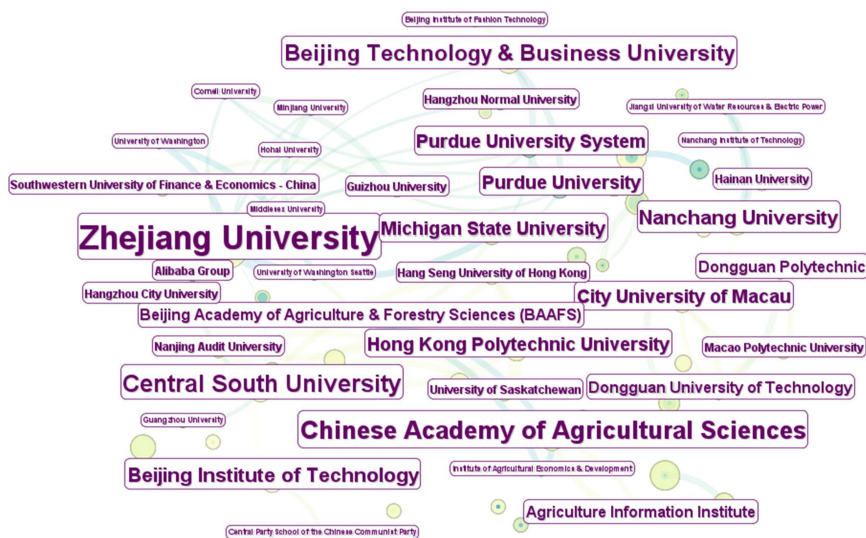 Beijing Institute of Fashion Technology
Beijing Technology & Business University
Cornell University
Minjiang University
Hangzhou Normal University
Jiangxi University of Water Resources & Electric Power
University of Washington
Hohai University
Purdue University System
Nanchang Institute of Technology
Southwestern University of Finance & Economics - China
Guizhou University
Purdue University
Hainan University
Middlesex University
Zhejiang University
Michigan State University
Nanchang University
Alibaba Group
University of Washington Seattle
Hang Seng University of Hong Kong
Dongguan Polytechnic
Hangzhou City University
City University of Macau
Beijing Academy of Agriculture & Forestry Sciences (BAAFS)
Nanjing Audit University
Hong Kong Polytechnic University
Macao Polytechnic University
Central South University
University of Saskatchewan
Dongguan University of Technology
Guangzhou University
Chinese Academy of Agricultural Sciences
Beijing Institute of Technology
Institute of Agricultural Economics & Development
Agriculture Information Institute
Central Party School of the Chinese Communist Party